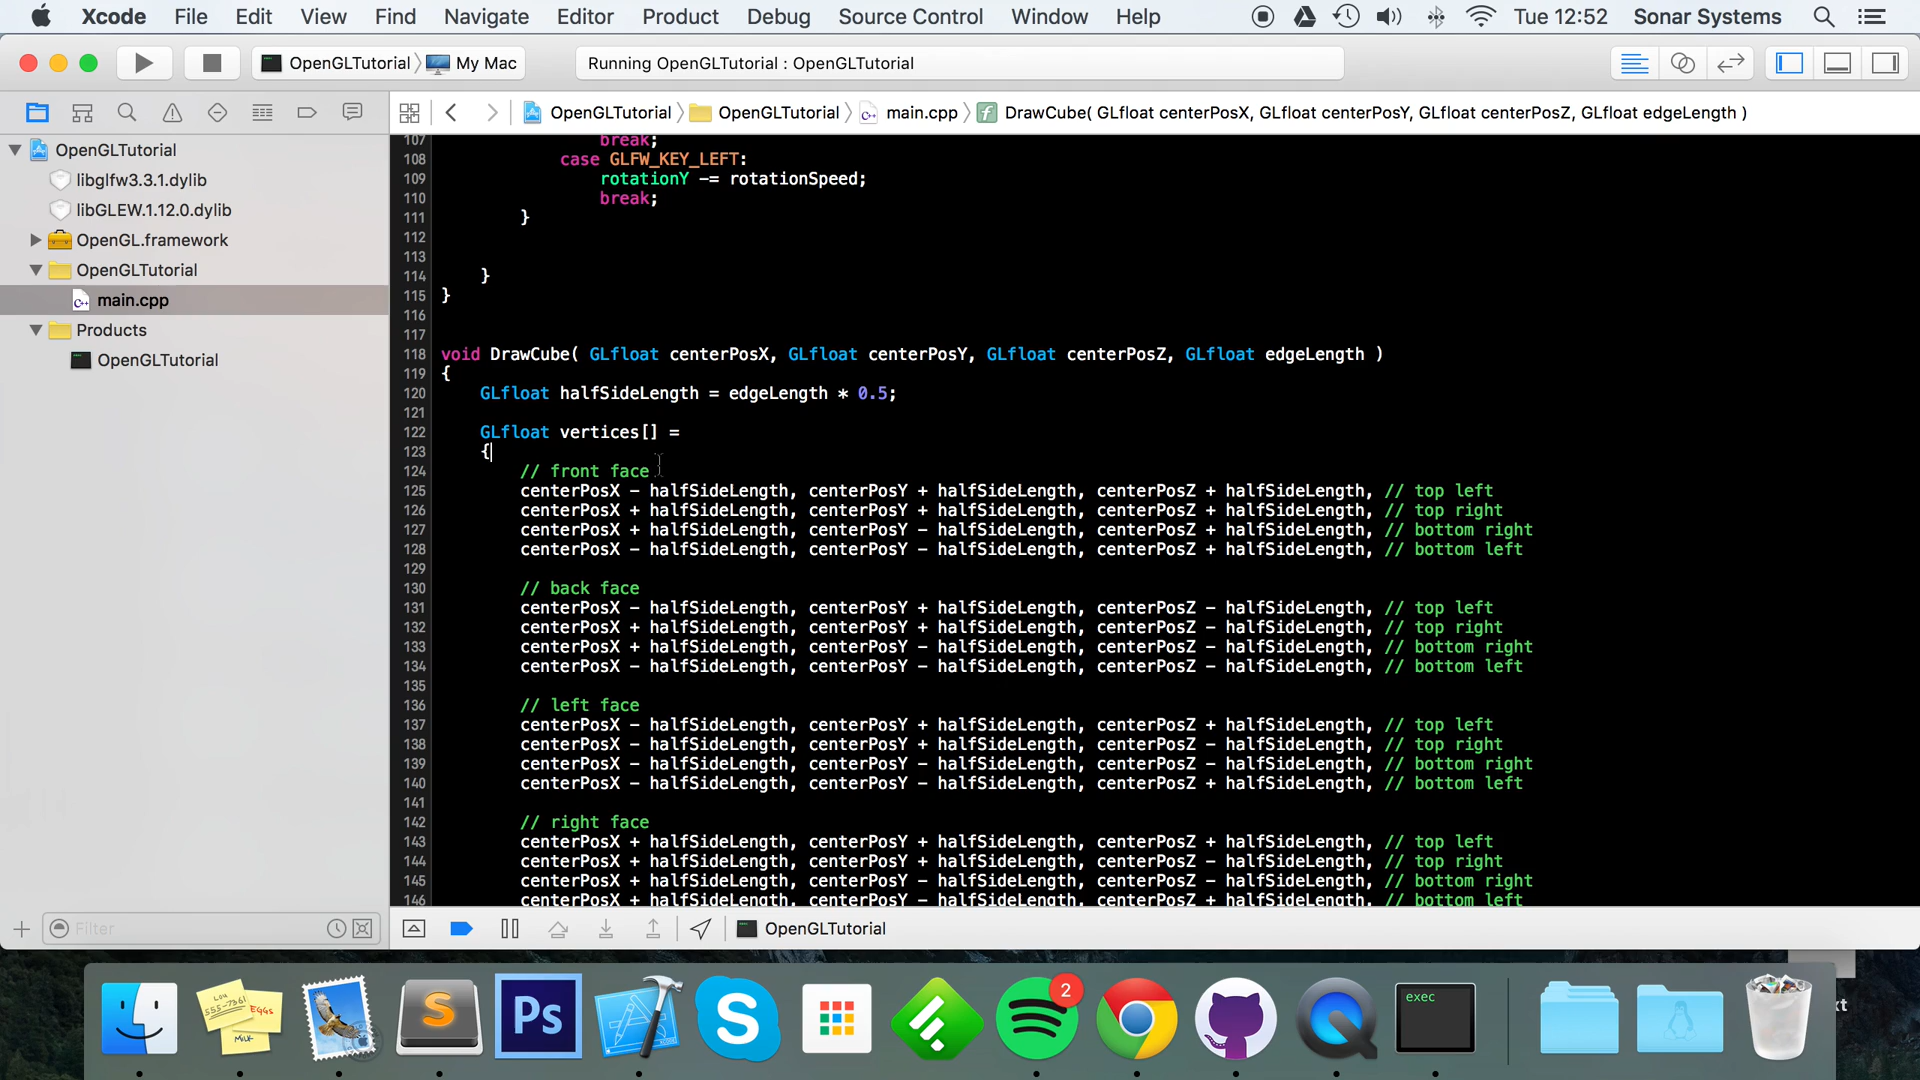 Xcode File Edit View Find Navigate Editor Product Debug Source Control Window Help Tue 12:52 Sonar Systems
OpenGLTutorial My Mac Running OpenGLTutorial : OpenGLTutorial
OpenGLTutorial OpenGLTutorial main.cpp DrawCube( GLfloat centerPosX, GLfloat centerPosY, GLfloat centerPosZ, GLfloat edgeLength )
OpenGLTutorial
libglfw3.3.1.dylib
libGLEW.1.12.0.dylib
OpenGL.framework
OpenGLTutorial
main.cpp
Products
OpenGLTutorial
107 break;
108 case GLFW_KEY_LEFT:
109 rotationY -= rotationSpeed;
110 break;
111 }
112
113
114 }
115 }
116
117
118 void DrawCube( GLfloat centerPosX, GLfloat centerPosY, GLfloat centerPosZ, GLfloat edgeLength )
119 {
120 GLfloat halfSideLength = edgeLength * 0.5;
121
122 GLfloat vertices[] =
123 {
124 // front face
125 centerPosX - halfSideLength, centerPosY + halfSideLength, centerPosZ + halfSideLength, // top left
126 centerPosX + halfSideLength, centerPosY + halfSideLength, centerPosZ + halfSideLength, // top right
127 centerPosX + halfSideLength, centerPosY - halfSideLength, centerPosZ + halfSideLength, // bottom right
128 centerPosX - halfSideLength, centerPosY - halfSideLength, centerPosZ + halfSideLength, // bottom left
129
130 // back face
131 centerPosX - halfSideLength, centerPosY + halfSideLength, centerPosZ - halfSideLength, // top left
132 centerPosX + halfSideLength, centerPosY + halfSideLength, centerPosZ - halfSideLength, // top right
133 centerPosX + halfSideLength, centerPosY - halfSideLength, centerPosZ - halfSideLength, // bottom right
134 centerPosX - halfSideLength, centerPosY - halfSideLength, centerPosZ - halfSideLength, // bottom left
135
136 // left face
137 centerPosX - halfSideLength, centerPosY + halfSideLength, centerPosZ + halfSideLength, // top left
138 centerPosX - halfSideLength, centerPosY + halfSideLength, centerPosZ - halfSideLength, // top right
139 centerPosX - halfSideLength, centerPosY - halfSideLength, centerPosZ - halfSideLength, // bottom right
140 centerPosX - halfSideLength, centerPosY - halfSideLength, centerPosZ + halfSideLength, // bottom left
141
142 // right face
143 centerPosX + halfSideLength, centerPosY + halfSideLength, centerPosZ + halfSideLength, // top left
144 centerPosX + halfSideLength, centerPosY + halfSideLength, centerPosZ - halfSideLength, // top right
145 centerPosX + halfSideLength, centerPosY - halfSideLength, centerPosZ - halfSideLength, // bottom right
146 centerPosX + halfSideLength, centerPosY - halfSideLength, centerPosZ + halfSideLength, // bottom left
Filter
OpenGLTutorial
Lou
555-7361
EGGS
MILK
S
Ps
S
2
exec
xt